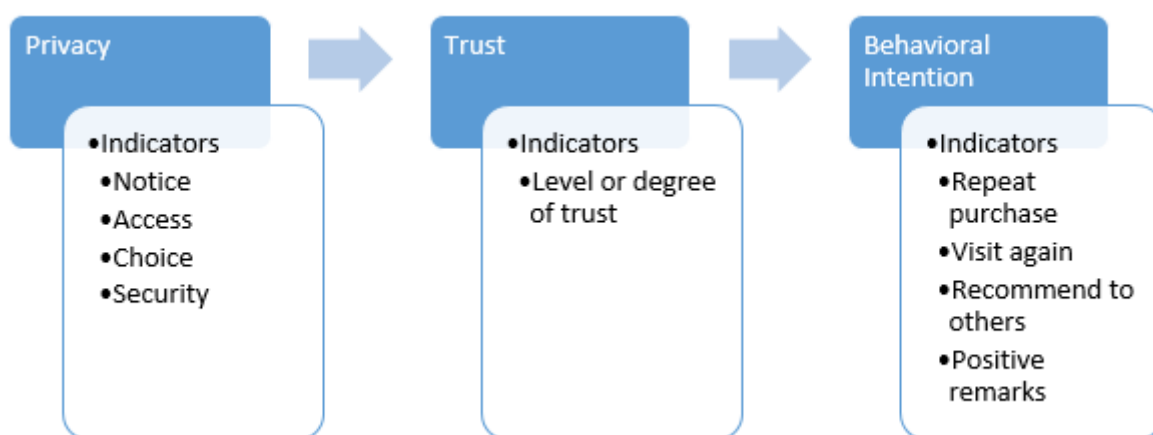 Privacy
•Indicators
•Notice
•Access
•Choice
•Security
Trust
•Indicators
•Level or degree
of trust
Behavioral
Intention
•Indicators
•Repeat
purchase
•Visit again
•Recommend to
others
•Positive
remarks